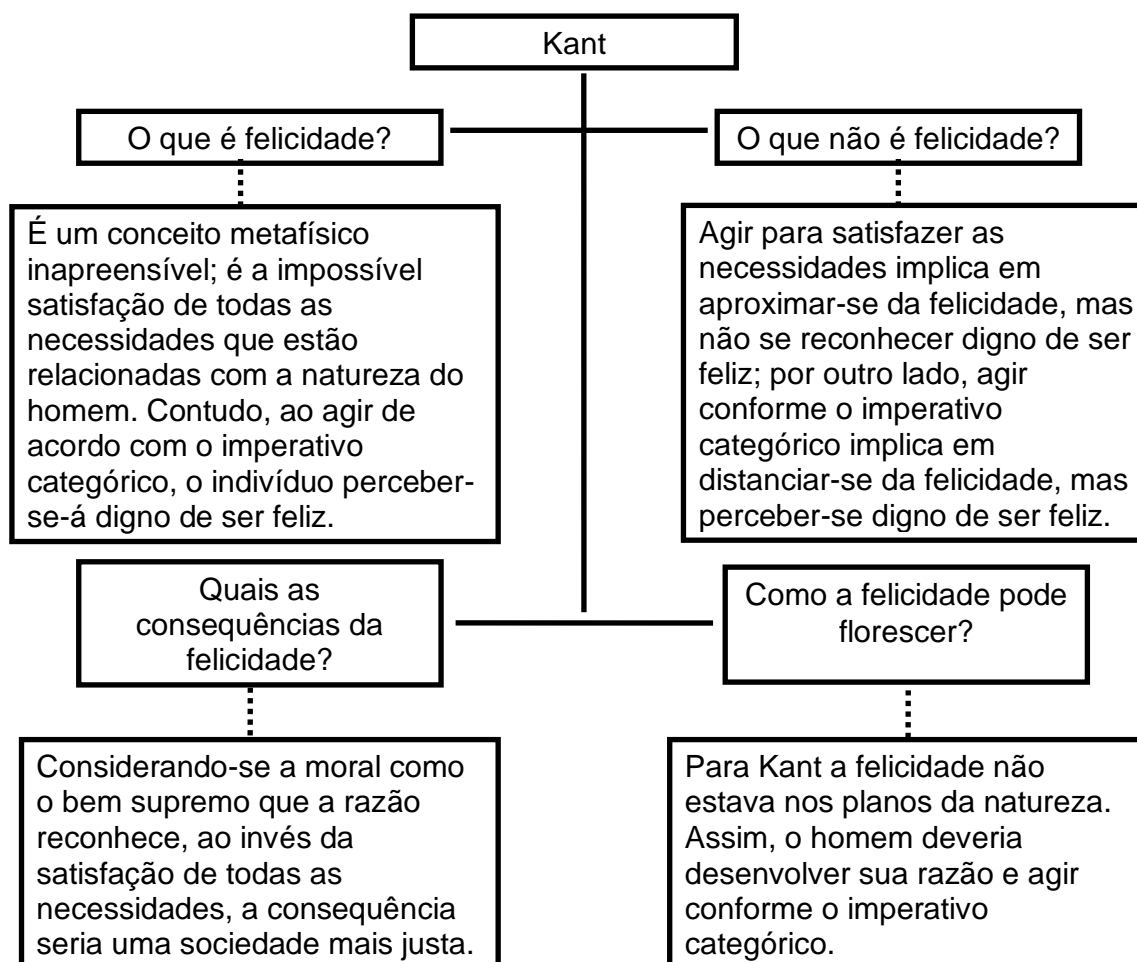 Kant
O que é felicidade?
O que não é felicidade?
É um conceito metafísico
inapreensível; é a impossível
satisfação de todas as
necessidades que estão
relacionadas com a natureza do
homem. Contudo, ao agir de
acordo com o imperativo
categórico, o indivíduo perceber-
se-á digno de ser feliz.
Agir para satisfazer as
necessidades implica em
aproximar-se da felicidade, mas
não se reconhecer digno de ser
feliz; por outro lado, agir
conforme o imperativo
categórico implica em
distanciar-se da felicidade, mas
perceber-se digno de ser feliz.
Quais as
consequências da
felicidade?
Como a felicidade pode
florescer?
Considerando-se a moral como
o bem supremo que a razão
reconhece, ao invés da
satisfação de todas as
necessidades, a consequência
seria uma sociedade mais justa.
Para Kant a felicidade não
estava nos planos da natureza.
Assim, o homem deveria
desenvolver sua razão e agir
conforme o imperativo
categórico.